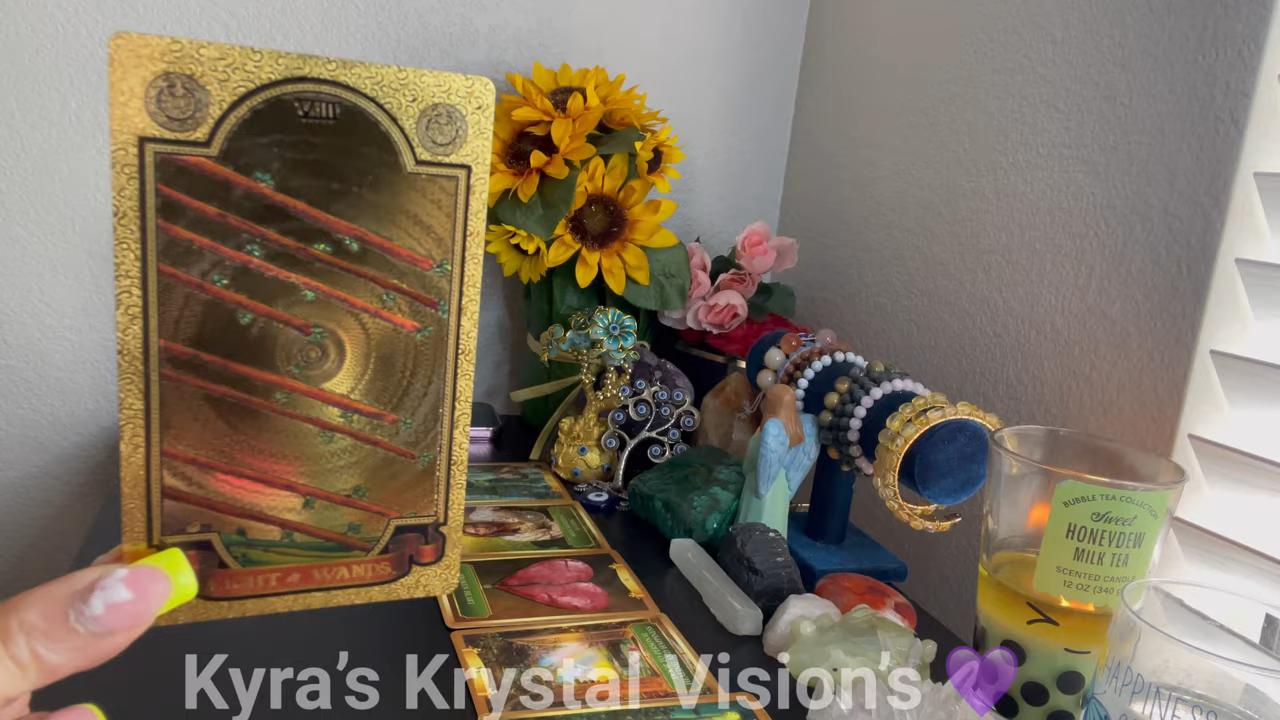 VIII
EIGHT of WANDS
BUBBLE TEA COLLECTION
Sweet
HONEYDEW
MILK TEA
SCENTED CANDLE
12 OZ (340 G
HAPPINESS
Kyra’s Krystal Vision’s 💜